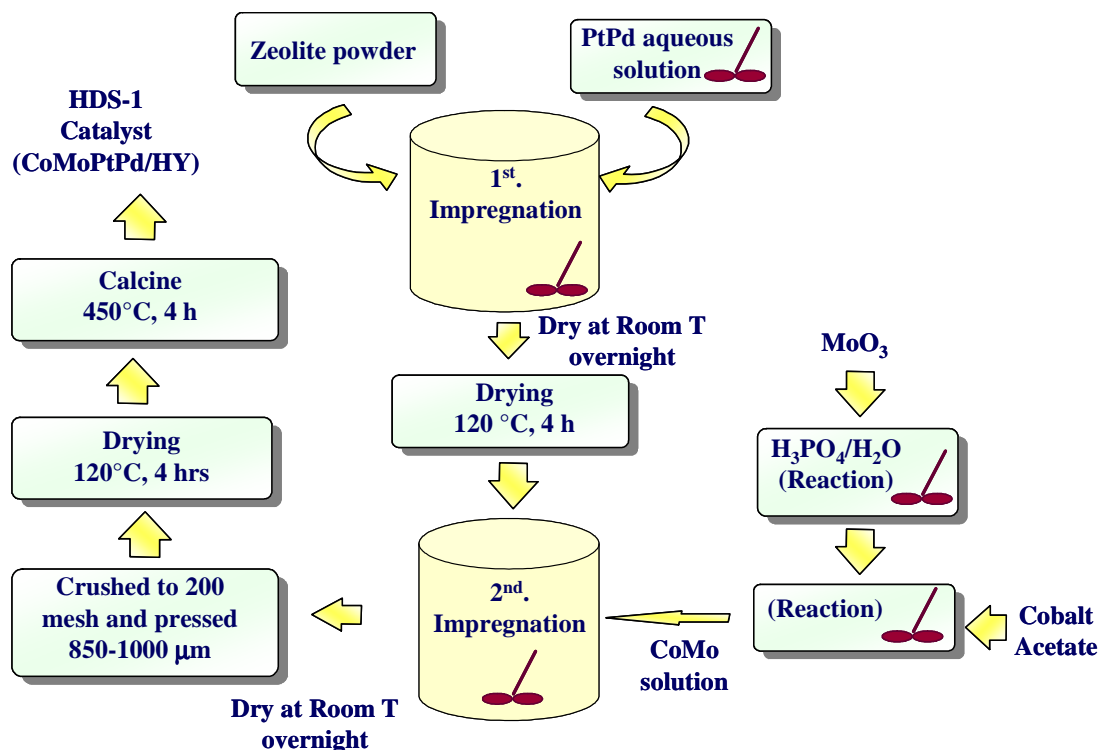 Zeolite powder
PtPd aqueous
solution
HDS-1
Catalyst
(CoMoPtPd/HY)
1st.
Impregnation
Calcine
450°C, 4 h
Dry at Room T
overnight
MoO₃
Drying
120 °C, 4 h
Drying
120°C, 4 hrs
H₃PO₄/H₂O
(Reaction)
Crushed to 200
mesh and pressed
850-1000 μm
2nd.
Impregnation
(Reaction)
Cobalt
Acetate
CoMo
solution
Dry at Room T
overnight